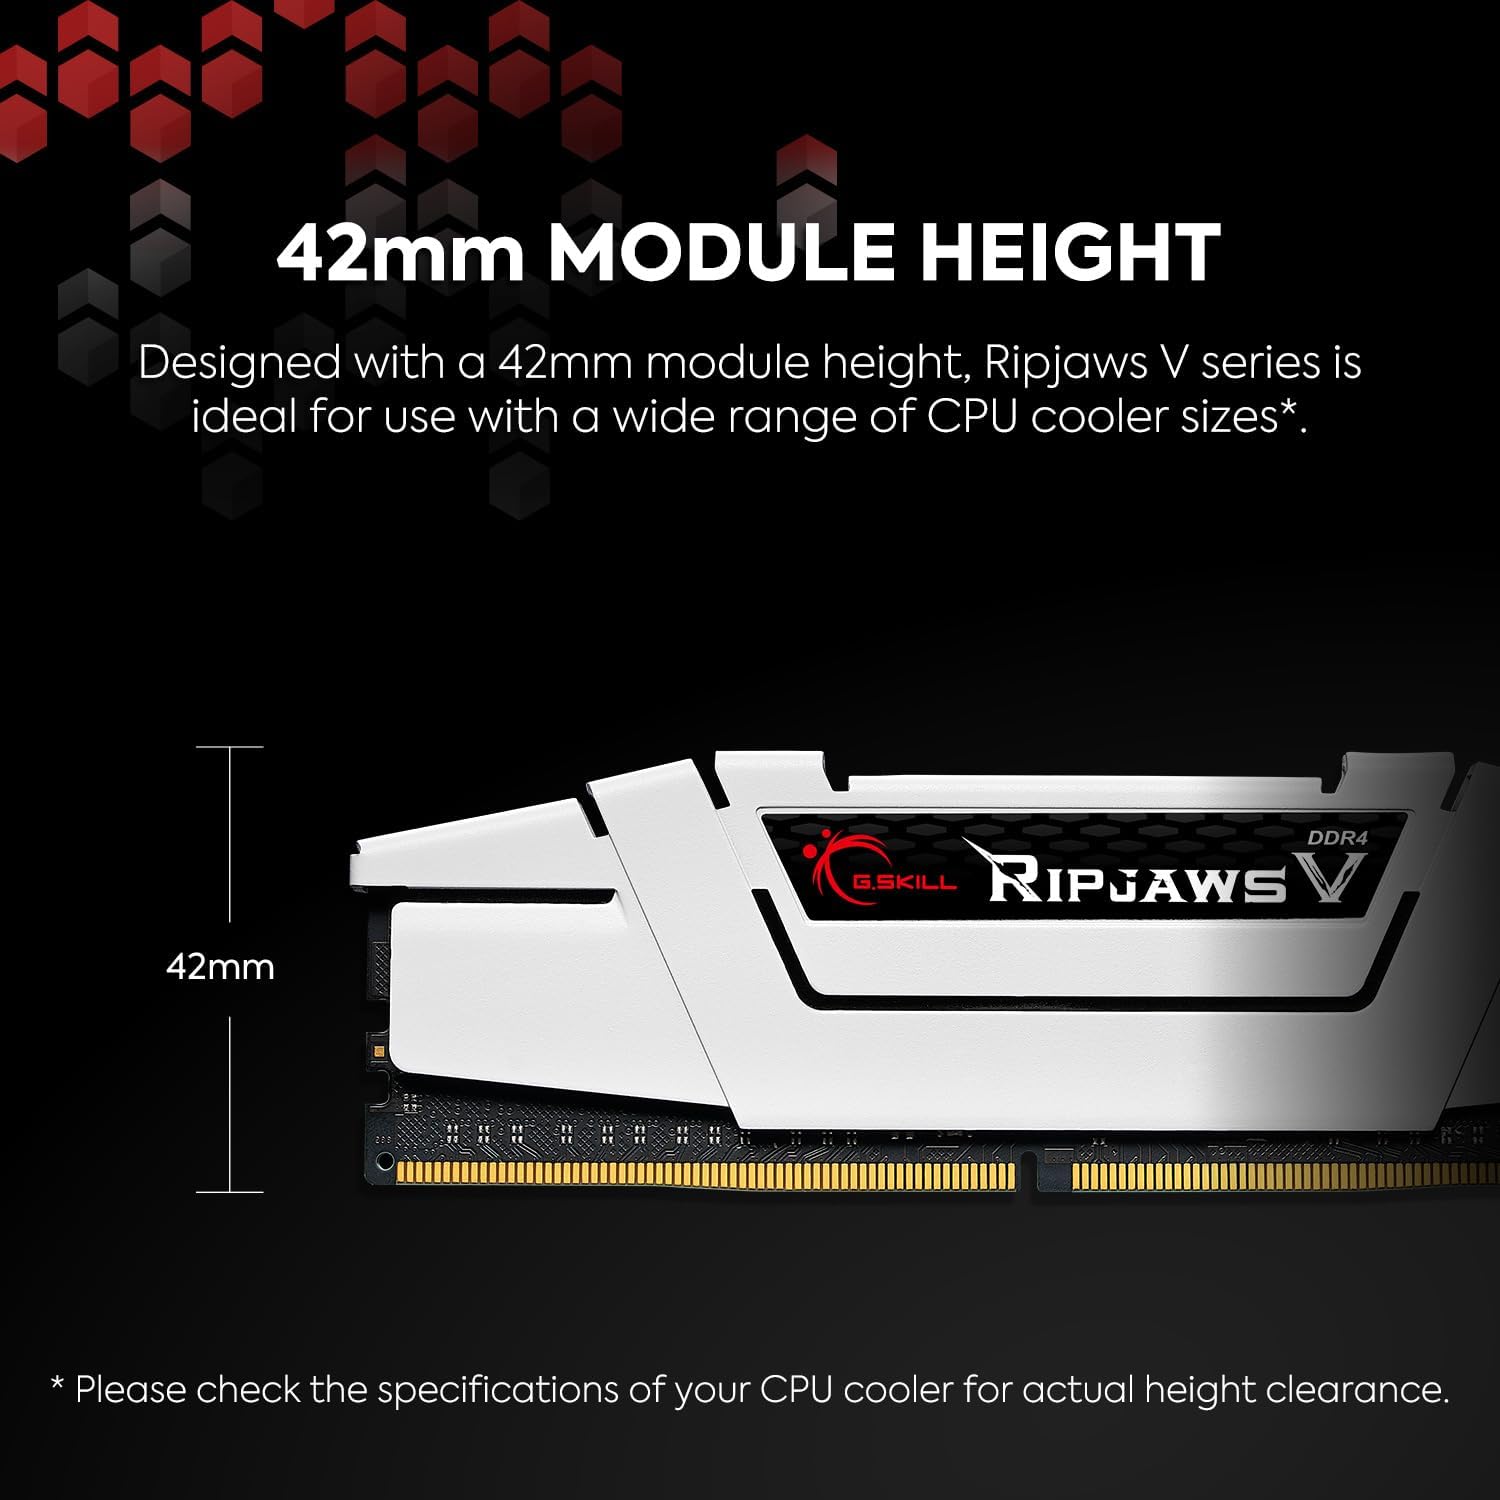 42mm MODULE HEIGHT
Designed with a 42mm module height, Ripjaws V series is
ideal for use with a wide range of CPU cooler sizes*.
DDR4
G.SKILL RIPJAWS V
42mm
* Please check the specifications of your CPU cooler for actual height clearance.